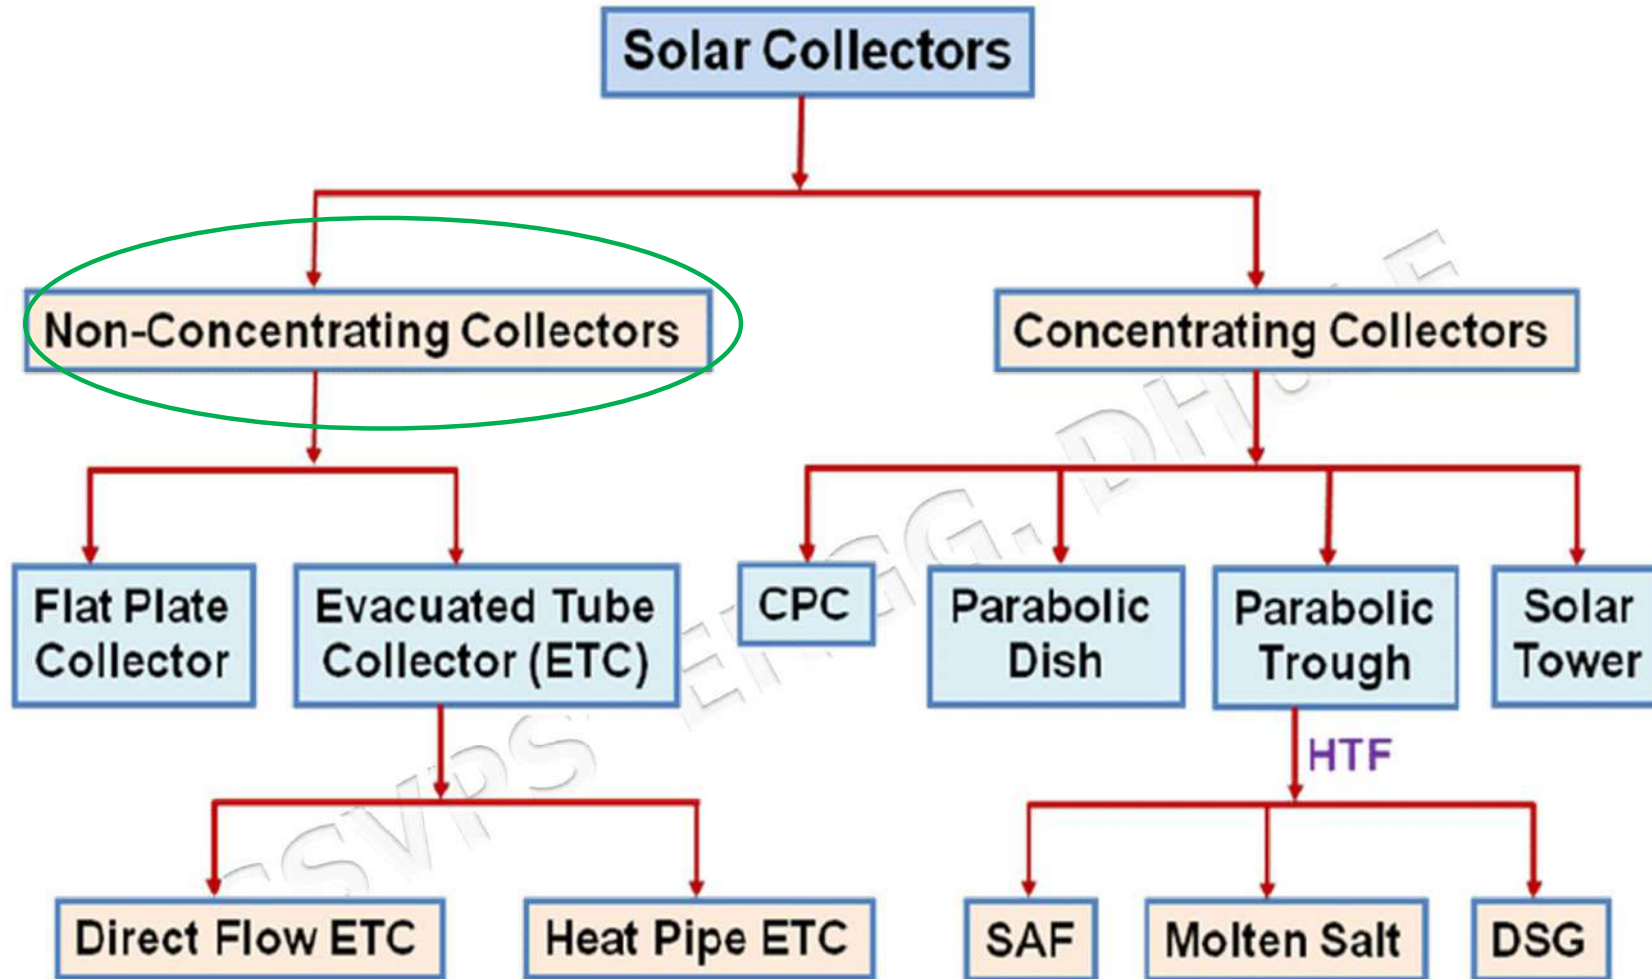 Solar Collectors
Non-Concentrating Collectors
Concentrating Collectors
Flat Plate
Collector
Evacuated Tube
Collector (ETC)
CPC
Parabolic
Dish
Parabolic
Trough
Solar
Tower
HTF
Direct Flow ETC
Heat Pipe ETC
SAF
Molten Salt
DSG